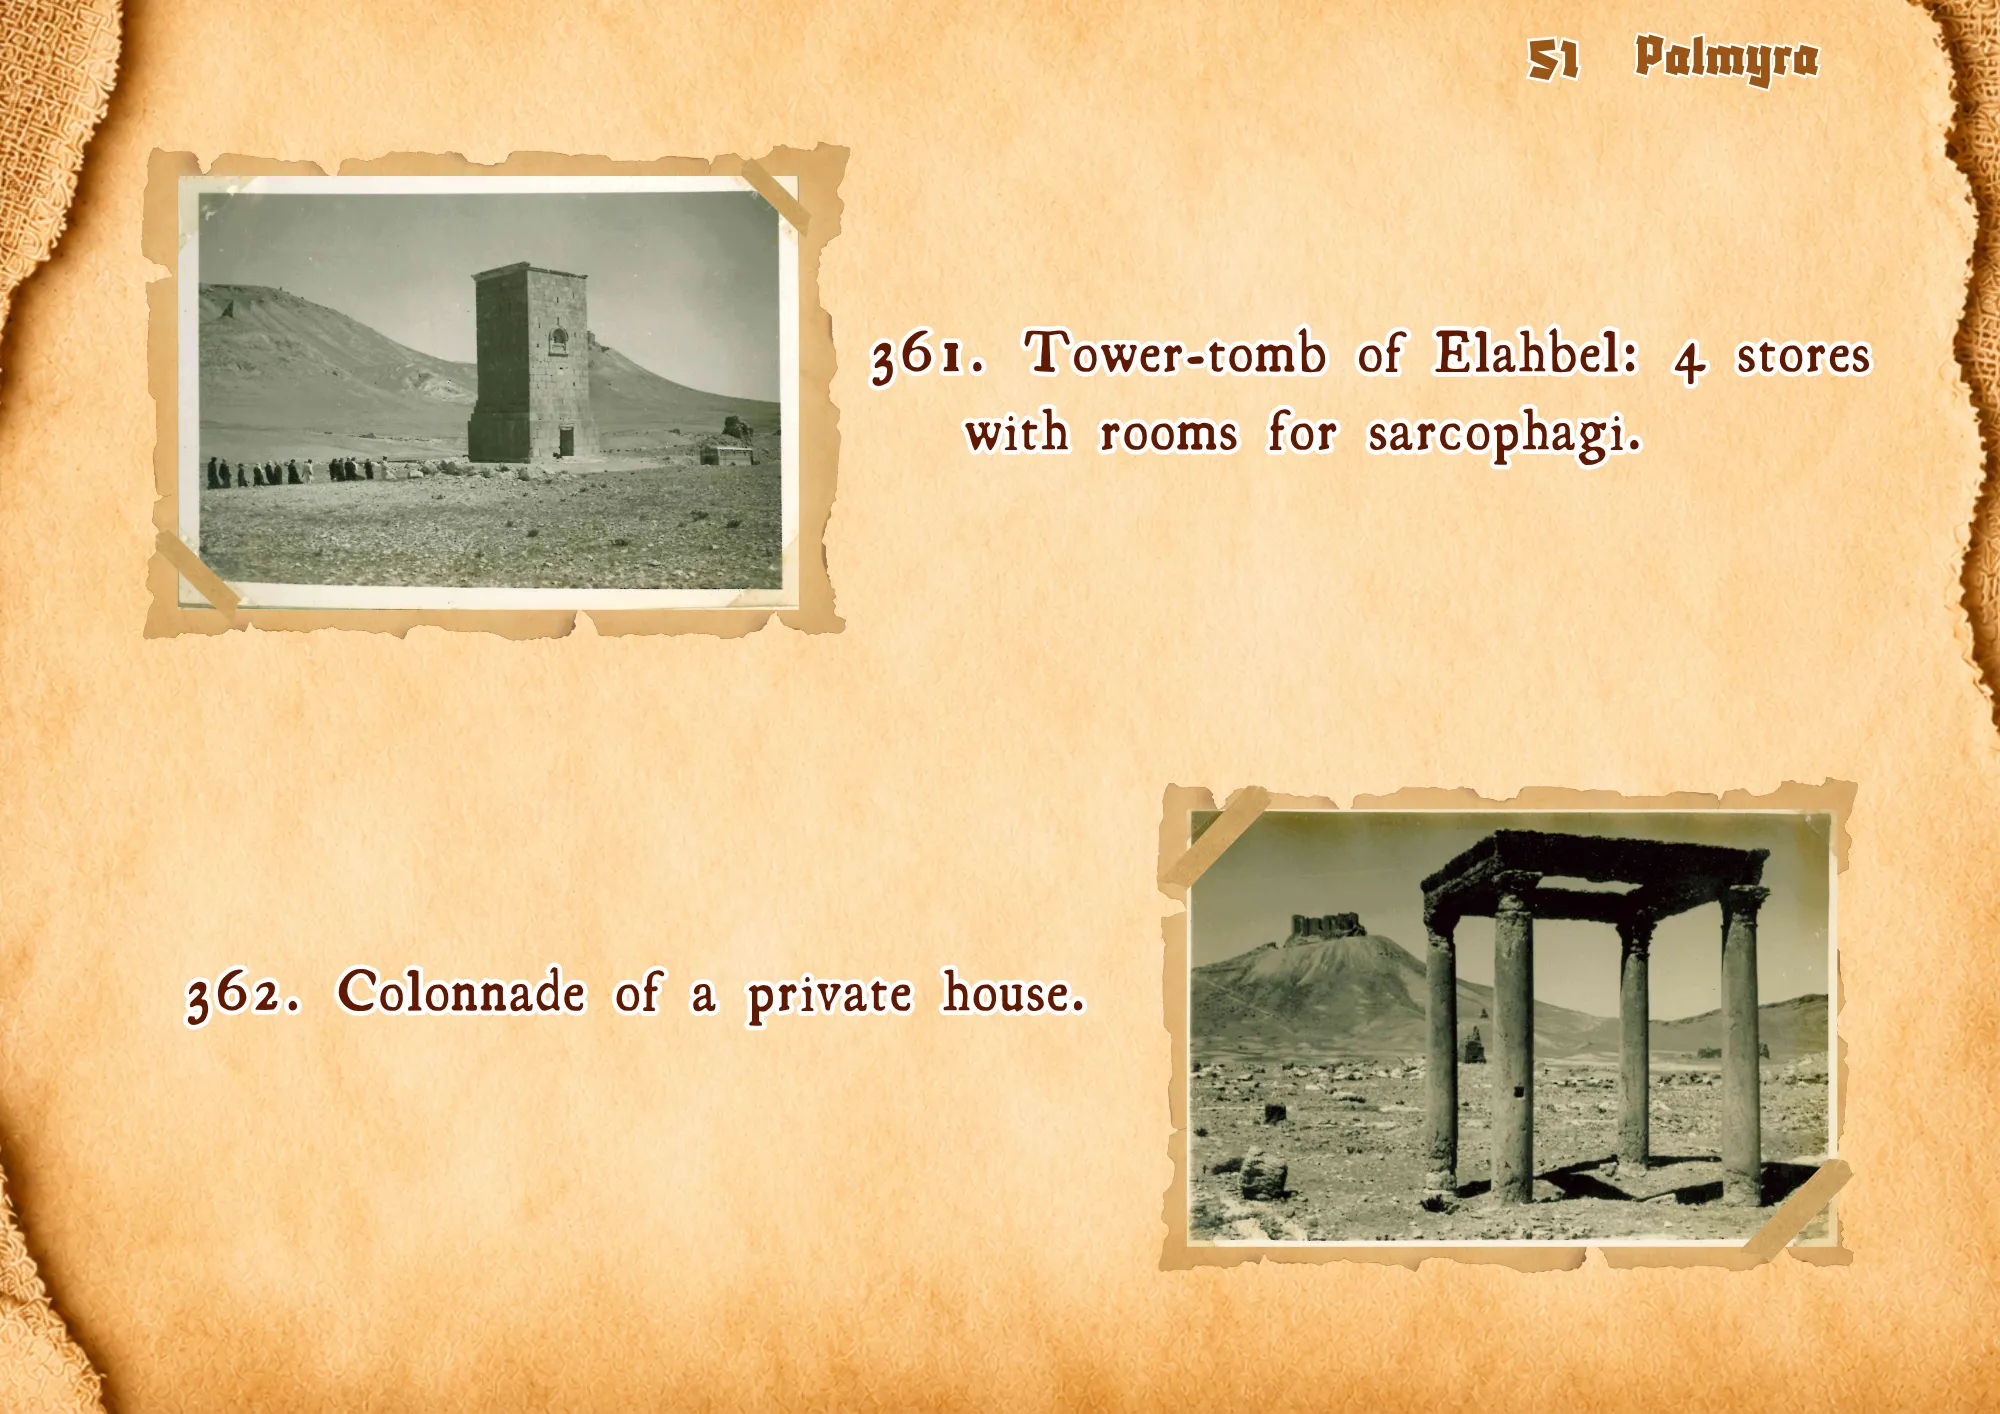 51 Palmyra
361. Tower-tomb of Elahbel: 4 stores
with rooms for sarcophagi.
362. Colonnade of a private house.